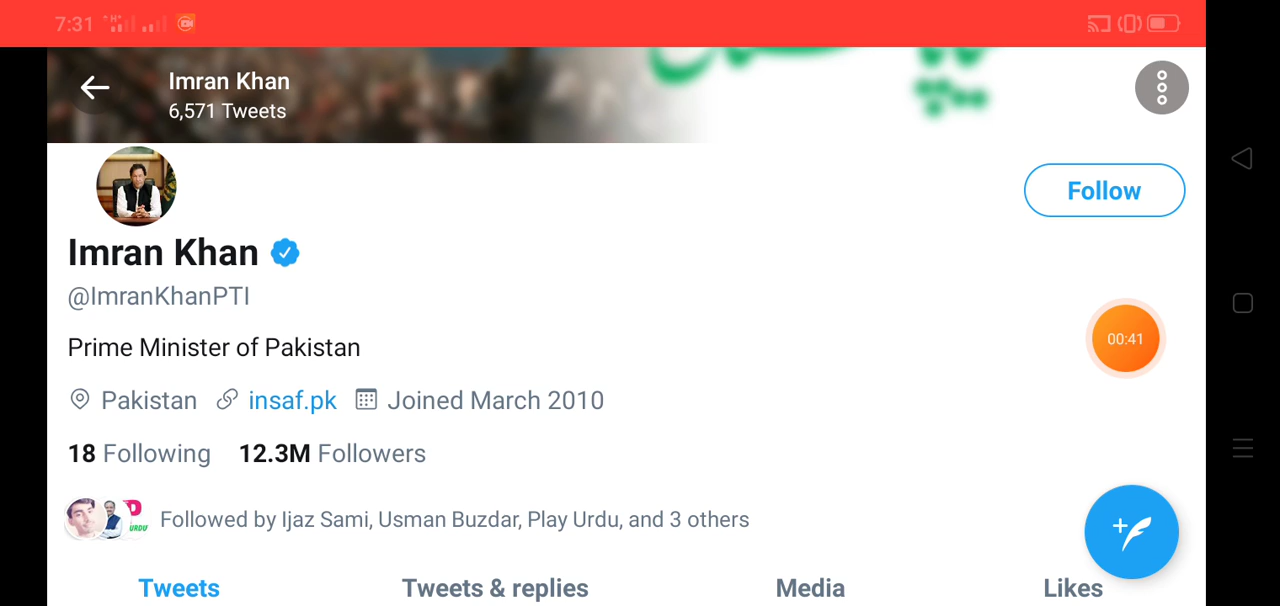 7:31
Imran Khan
6,571 Tweets
Follow
Imran Khan
@ImranKhanPTI
00:41
Prime Minister of Pakistan
Pakistan insaf.pk Joined March 2010
18 Following 12.3M Followers
URDU
Followed by Ijaz Sami, Usman Buzdar, Play Urdu, and 3 others
Tweets Tweets & replies Media Likes